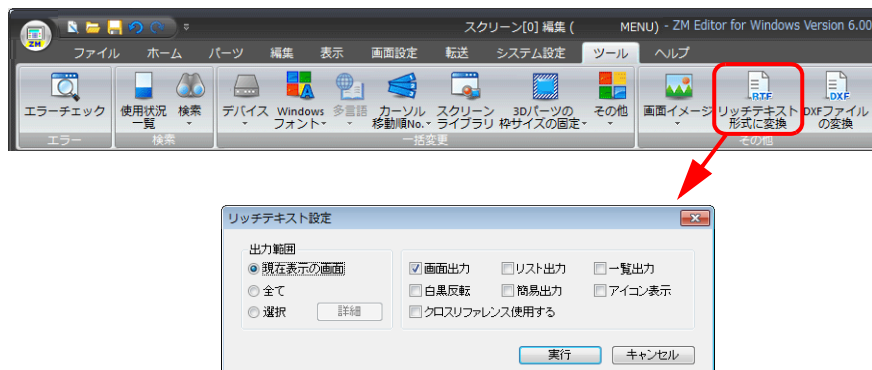 スクリーン[0] 編集 ( MENU) - ZM Editor for Windows Version 6.00
ZM
ファイル ホーム パーツ 編集 表示 画面設定 転送 システム設定 ツール ヘルプ
エラーチェック 使用状況一覧 検索 デバイス Windowsフォント 多言語 カーソル移動順No. スクリーンライブラリ 3Dパーツの枠サイズの固定 その他 画面イメージ リッチテキスト形式に変換 DXFファイルの変換
RTF DXF
エラー 検索 一括変更 その他
リッチテキスト設定
出力範囲
現在表示の画面 画面出力 リスト出力 一覧出力
全て 白黒反転 簡易出力 アイコン表示
選択 詳細 クロスリファレンス使用する
実行 キャンセル